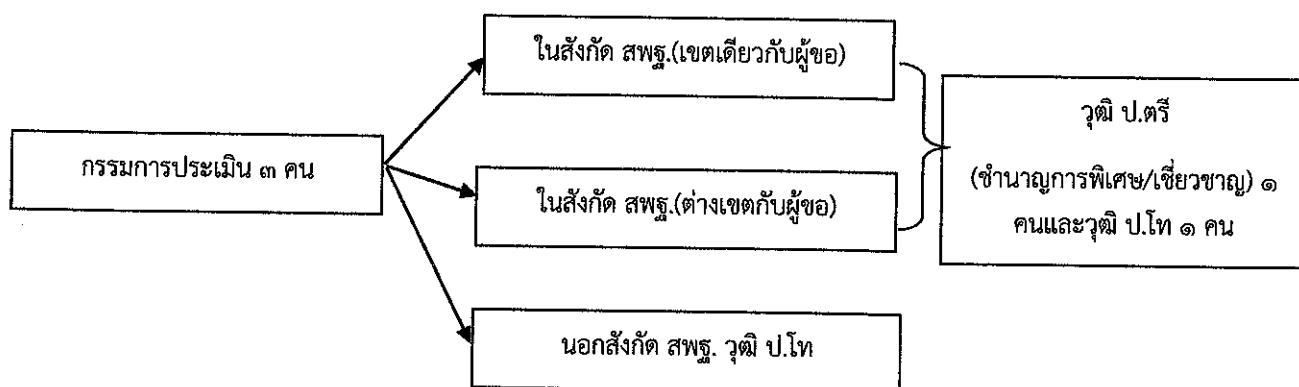 ในสังกัด สพฐ.(เขตเดียวกับผู้ขอ)
วุฒิ ป.ตรี
(ชำนาญการพิเศษ/เชี่ยวชาญ) ๑
คนและวุฒิ ป.โท ๑ คน
กรรมการประเมิน ๓ คน
ในสังกัด สพฐ.(ต่างเขตกับผู้ขอ)
นอกสังกัด สพฐ. วุฒิ ป.โท